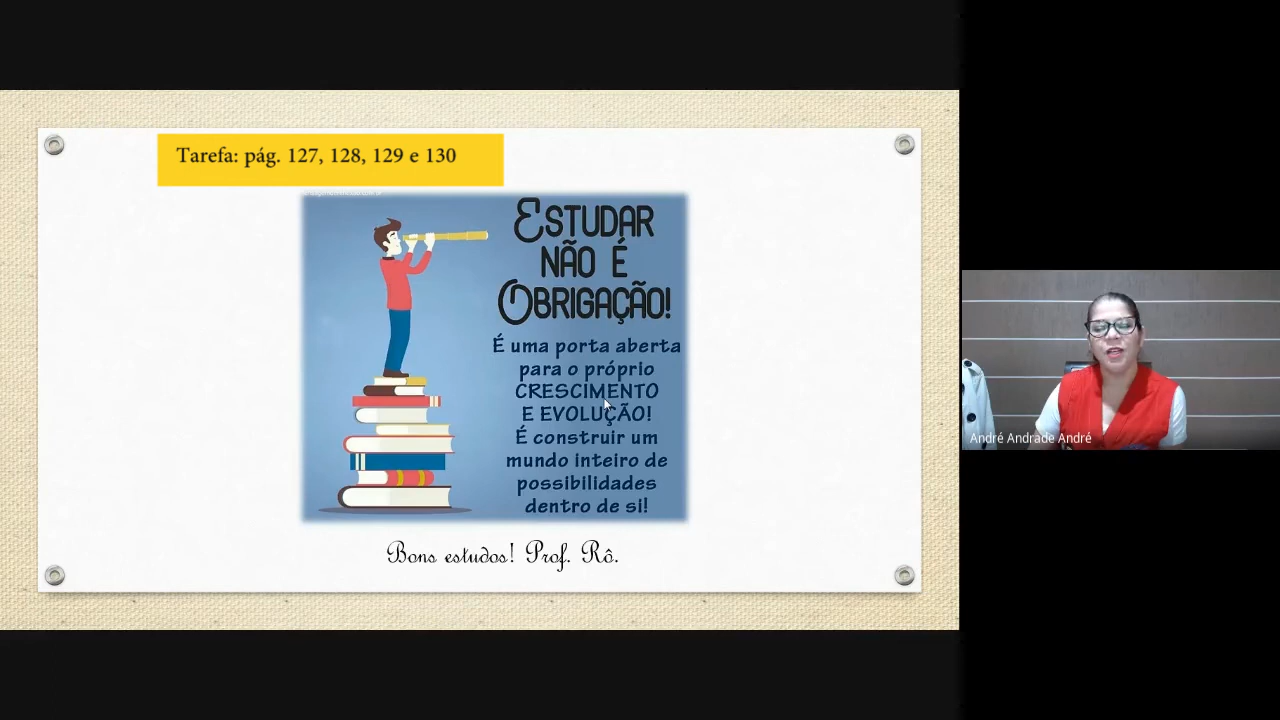 Tarefa: pág. 127, 128, 129 e 130
ESTUDAR
NÃO É
OBRIGAÇÃO!
É uma porta aberta
para o próprio
CRESCIMENTO
E EVOLUÇÃO!
É construir um
mundo inteiro de
possibilidades
dentro de si!
Bons estudos! Prof. Rô.
André Andrade André